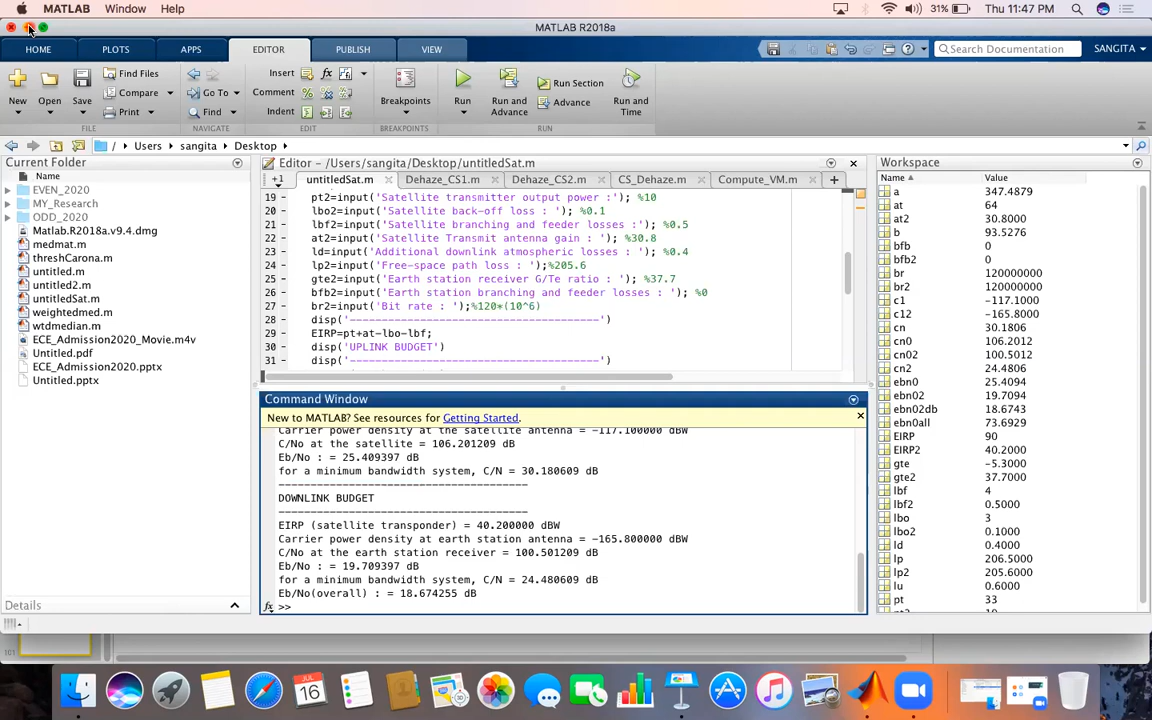 MATLAB Window Help
31% Thu 11:47 PM
MATLAB R2018a
HOME PLOTS APPS EDITOR PUBLISH VIEW
Search Documentation
SANGITA
New Open Save
Find Files
Compare
Print
FILE
Go To
Find
NAVIGATE
Insert
Comment
Indent
EDIT
Breakpoints
BREAKPOINTS
Run
Run and Advance
Run Section
Advance
Run and Time
RUN
/ Users sangita Desktop
Current Folder
Name
EVEN_2020
MY_Research
ODD_2020
Matlab.R2018a.v9.4.dmg
medmat.m
threshCarona.m
untitled.m
untitled2.m
untitledSat.m
weightedmed.m
wtdmedian.m
ECE_Admission2020_Movie.m4v
Untitled.pdf
ECE_Admission2020.pptx
Untitled.pptx
Details
Editor – /Users/sangita/Desktop/untitledSat.m
+1 untitledSat.m Dehaze_CS1.m Dehaze_CS2.m CS_Dehaze.m Compute_VM.m
19 – pt2=input('Satellite transmitter output power :'); %10
20 – lbo2=input('Satellite back-off loss : '); %0.1
21 – lbf2=input('Satellite branching and feeder losses :'); %0.5
22 – at2=input('Satellite Transmit antenna gain : '); %30.8
23 – ld=input('Additional downlink atmospheric losses : '); %0.4
24 – lp2=input('Free-space path loss : ');%205.6
25 – gte2=input('Earth station receiver G/Te ratio : '); %37.7
26 – bfb2=input('Earth station branching and feeder losses : '); %0
27 – br2=input('Bit rate : ');%120*(10^6)
28 – disp('---------------------------------------')
29 – EIRP=pt+at-lbo-lbf;
30 – disp('UPLINK BUDGET')
31 – disp('---------------------------------------')
Command Window
New to MATLAB? See resources for Getting Started.
Carrier power density at the satellite antenna = -117.100000 dBW
C/No at the satellite = 106.201209 dB
Eb/No : = 25.409397 dB
for a minimum bandwidth system, C/N = 30.180609 dB
---------------------------------------
DOWNLINK BUDGET
---------------------------------------
EIRP (satellite transponder) = 40.200000 dBW
Carrier power density at earth station antenna = -165.800000 dBW
C/No at the earth station receiver = 100.501209 dB
Eb/No : = 19.709397 dB
for a minimum bandwidth system, C/N = 24.480609 dB
Eb/No(overall) : = 18.674255 dB
fx >>
Workspace
Name Value
a 347.4879
at 64
at2 30.8000
b 93.5276
bfb 0
bfb2 0
br 120000000
br2 120000000
c1 -117.1000
c12 -165.8000
cn 30.1806
cn0 106.2012
cn02 100.5012
cn2 24.4806
ebn0 25.4094
ebn02 19.7094
ebn02db 18.6743
ebn0all 73.6929
EIRP 90
EIRP2 40.2000
gte -5.3000
gte2 37.7000
lbf 4
lbf2 0.5000
lbo 3
lbo2 0.1000
ld 0.4000
lp 206.5000
lp2 205.6000
lu 0.6000
pt 33
pt2 10
JUL
16